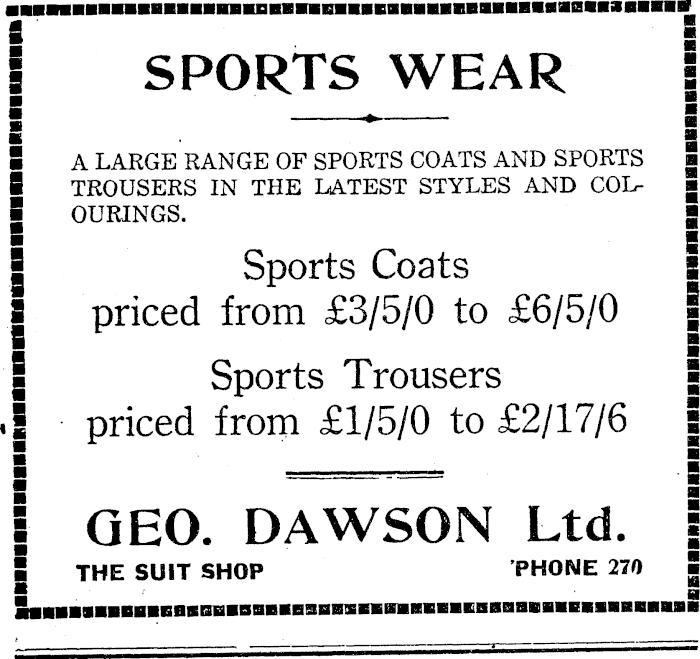 SPORTS WEAR
A LARGE RANGE OF SPORTS COATS AND SPORTS
TROUSERS IN THE LATEST STYLES AND COL-
OURINGS.
Sports Coats
priced from £3/5/0 to £6/5/0
Sports Trousers
priced from £1/5/0 to £2/17/6
GEO. DAWSON Ltd.
THE SUIT SHOP 'PHONE 270